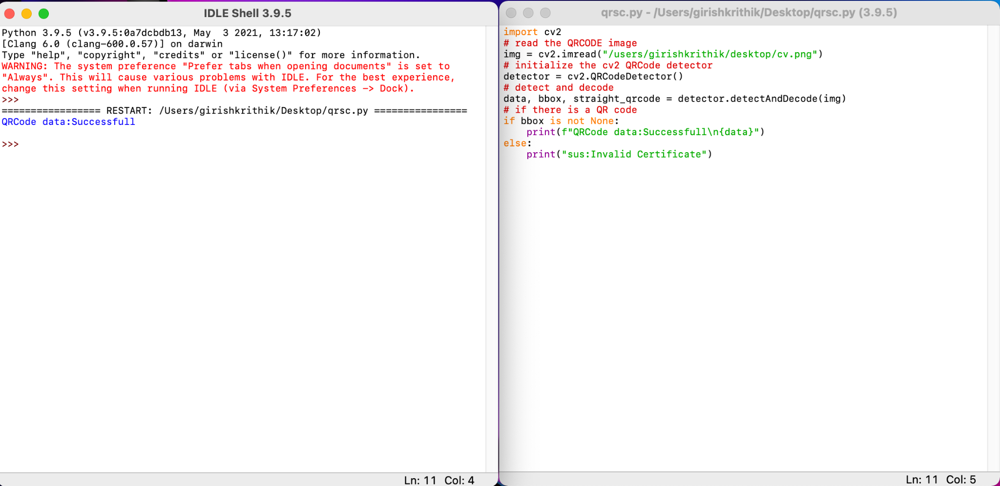 IDLE Shell 3.9.5
Python 3.9.5 (v3.9.5:0a7dcbdb13, May  3 2021, 13:17:02)
[Clang 6.0 (clang-600.0.57)] on darwin
Type "help", "copyright", "credits" or "license()" for more information.
WARNING: The system preference "Prefer tabs when opening documents" is set to
"Always". This will cause various problems with IDLE. For the best experience,
change this setting when running IDLE (via System Preferences -> Dock).
>>>
================= RESTART: /Users/girishkrithik/Desktop/qrsc.py ================
QRCode data:Successfull
>>>
Ln: 11 Col: 4
qrsc.py - /Users/girishkrithik/Desktop/qrsc.py (3.9.5)
import cv2
# read the QRCODE image
img = cv2.imread("/users/girishkrithik/desktop/cv.png")
# initialize the cv2 QRCode detector
detector = cv2.QRCodeDetector()
# detect and decode
data, bbox, straight_qrcode = detector.detectAndDecode(img)
# if there is a QR code
if bbox is not None:
    print(f"QRCode data:Successfull\n{data}")
else:
    print("sus:Invalid Certificate")
Ln: 11 Col: 5